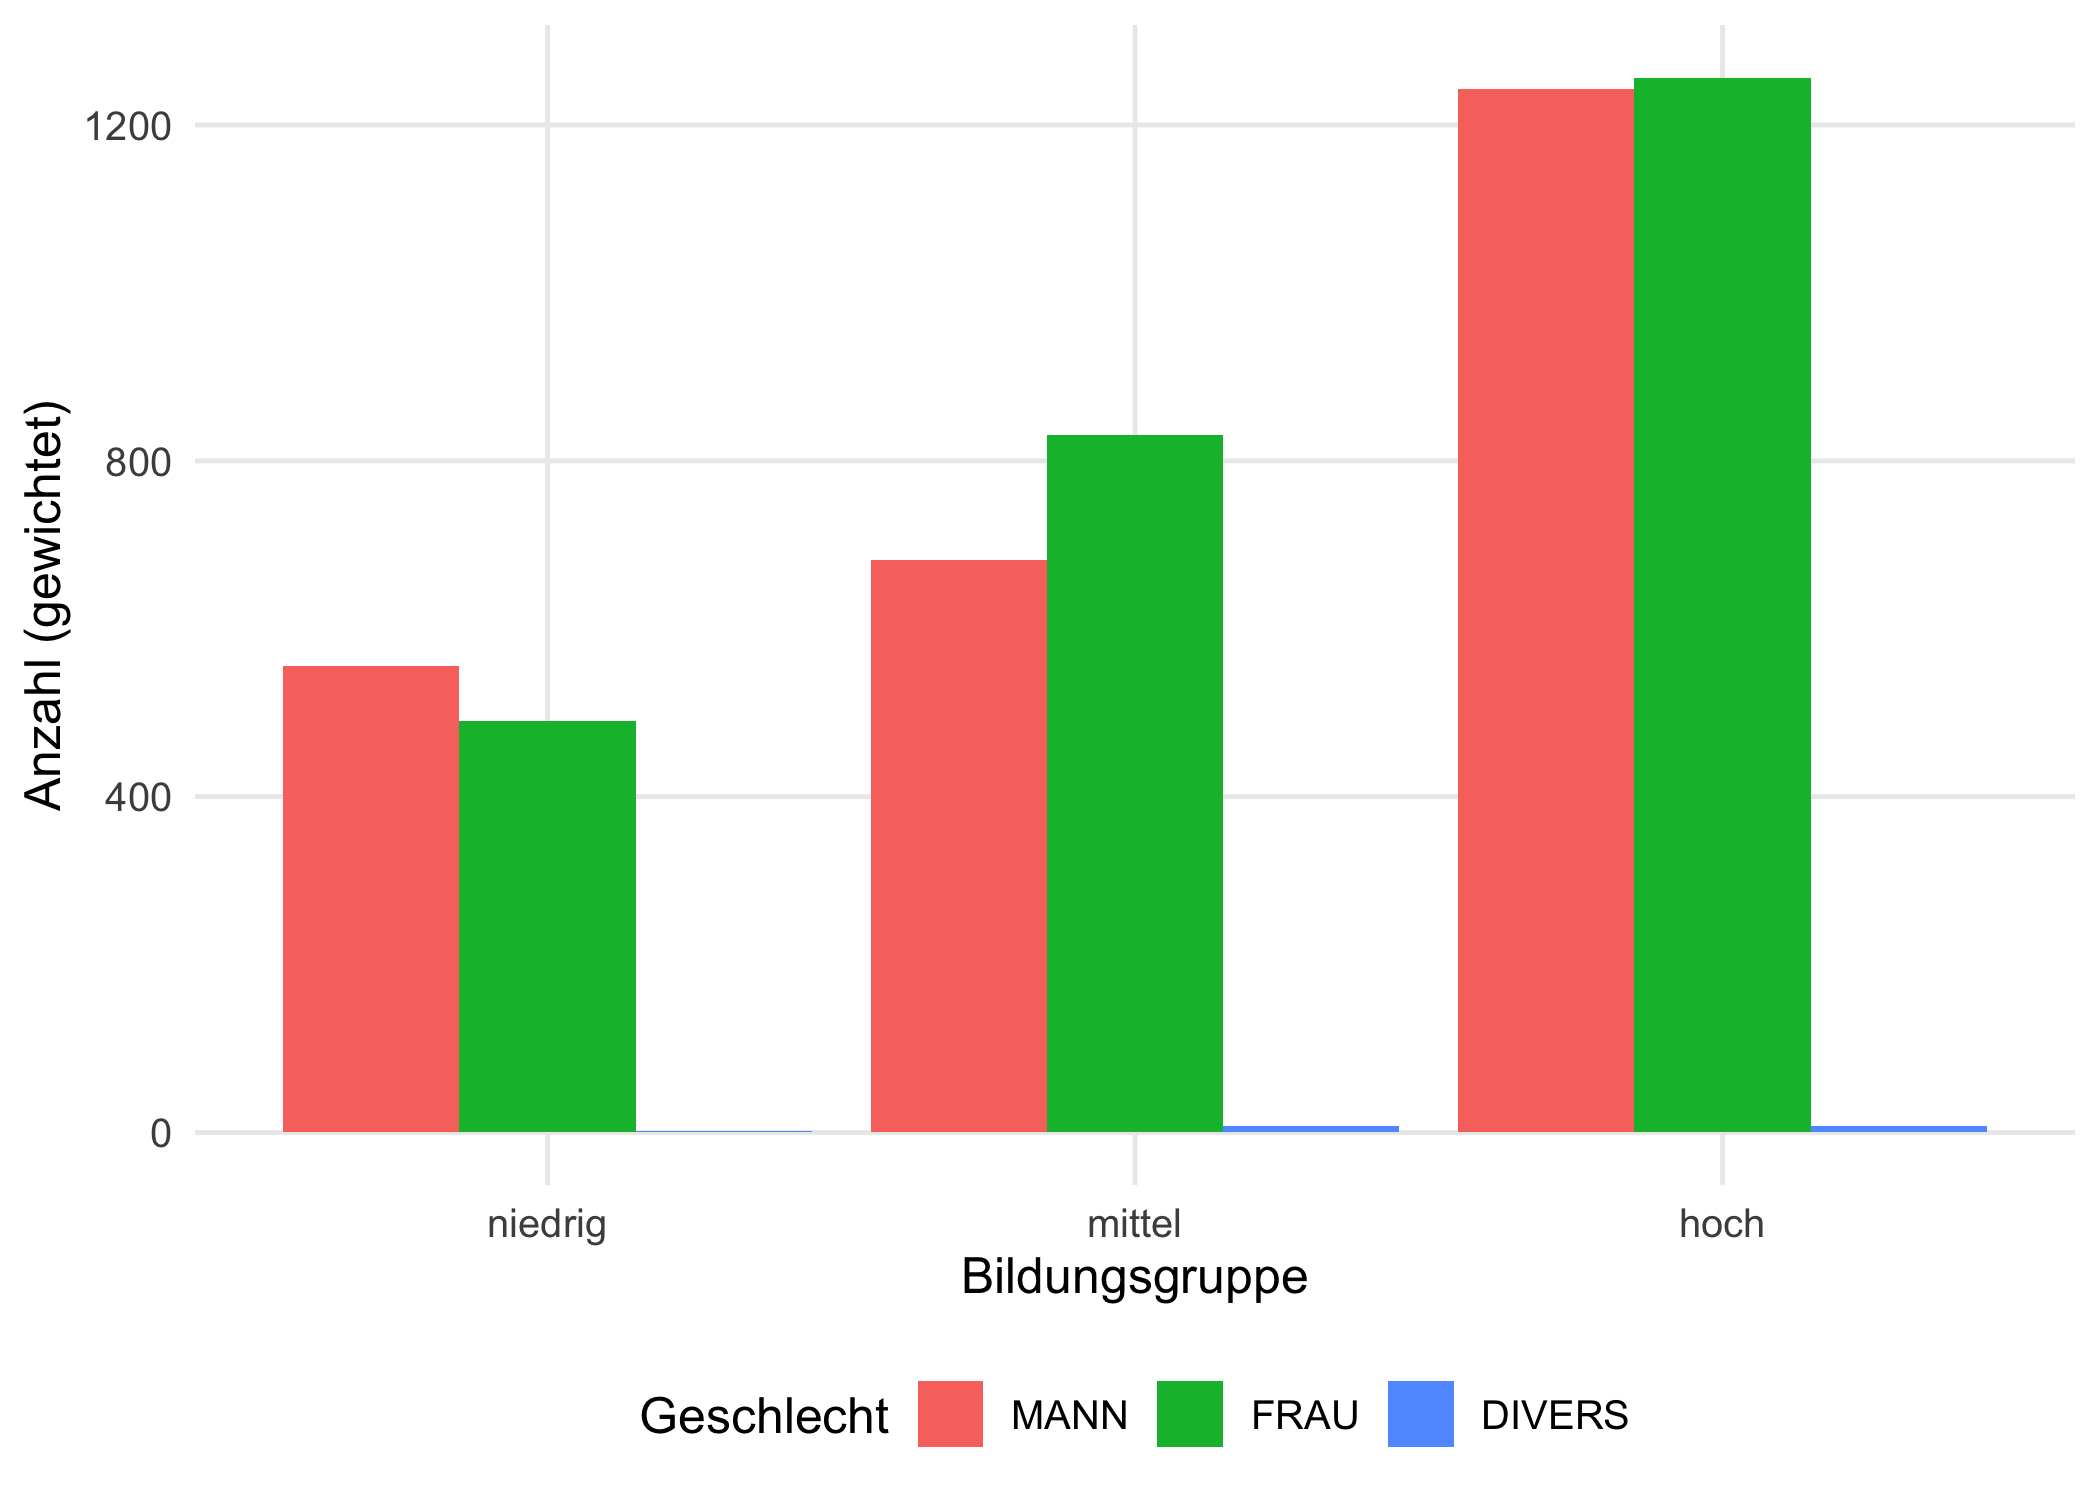 Anzahl (gewichtet)
1200
800
400
0
niedrig mittel hoch
Bildungsgruppe
Geschlecht MANN FRAU DIVERS